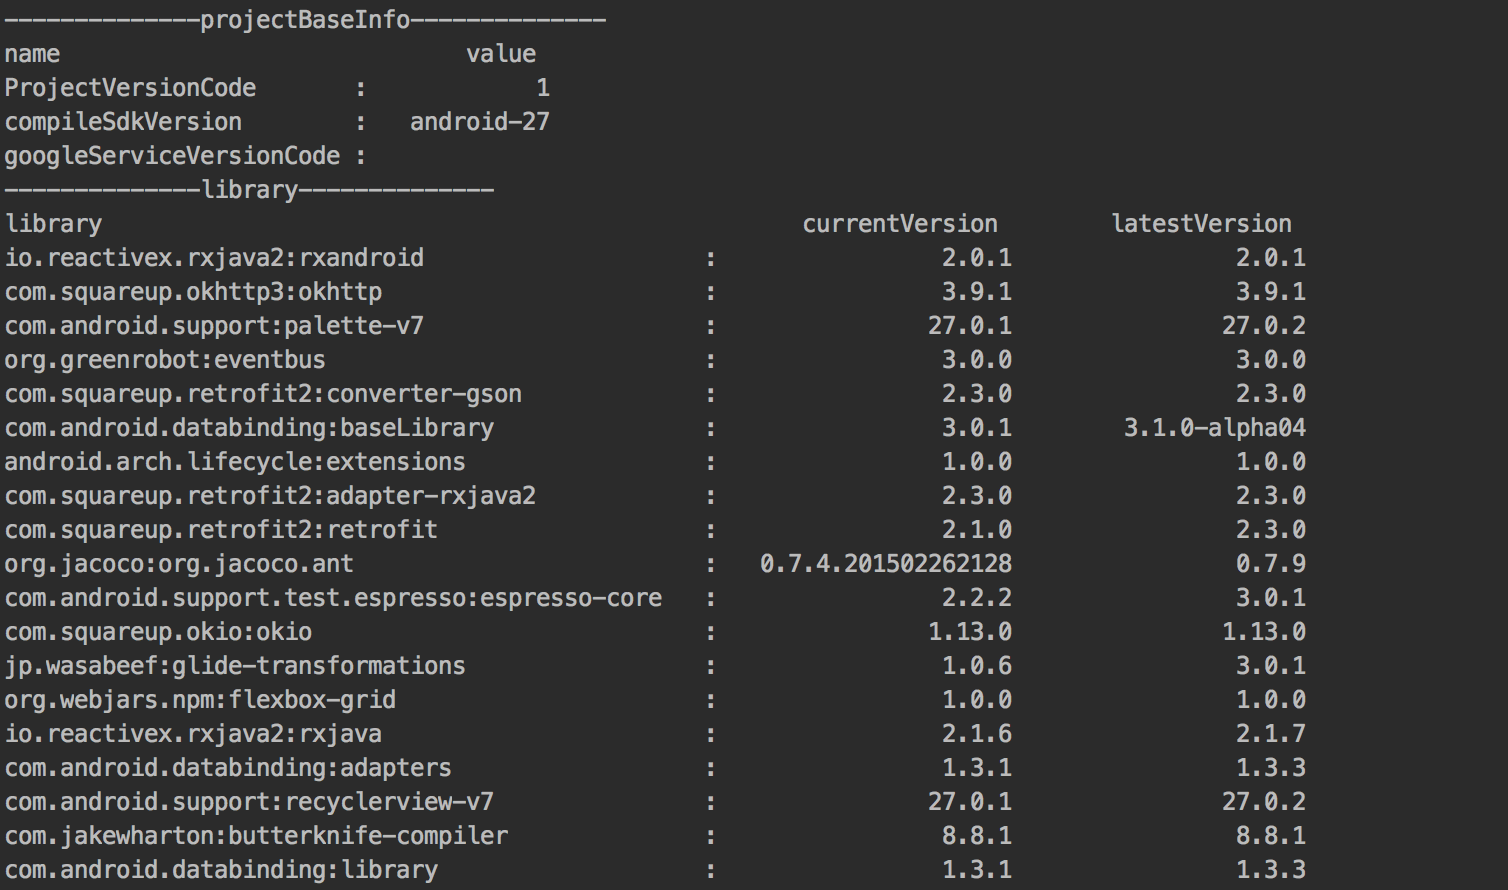 --------------projectBaseInfo--------------
name                             value
ProjectVersionCode       :            1
compileSdkVersion        :   android-27
googleServiceVersionCode :
--------------library--------------
library                                                  currentVersion        latestVersion
io.reactivex.rxjava2:rxandroid                    :                2.0.1                2.0.1
com.squareup.okhttp3:okhttp                       :                3.9.1                3.9.1
com.android.support:palette-v7                    :               27.0.1               27.0.2
org.greenrobot:eventbus                           :                3.0.0                3.0.0
com.squareup.retrofit2:converter-gson             :                2.3.0                2.3.0
com.android.databinding:baseLibrary               :                3.0.1        3.1.0-alpha04
android.arch.lifecycle:extensions                 :                1.0.0                1.0.0
com.squareup.retrofit2:adapter-rxjava2            :                2.3.0                2.3.0
com.squareup.retrofit2:retrofit                   :                2.1.0                2.3.0
org.jacoco:org.jacoco.ant                         :   0.7.4.201502262128                0.7.9
com.android.support.test.espresso:espresso-core   :                2.2.2                3.0.1
com.squareup.okio:okio                            :               1.13.0               1.13.0
jp.wasabeef:glide-transformations                 :                1.0.6                3.0.1
org.webjars.npm:flexbox-grid                      :                1.0.0                1.0.0
io.reactivex.rxjava2:rxjava                       :                2.1.6                2.1.7
com.android.databinding:adapters                  :                1.3.1                1.3.3
com.android.support:recyclerview-v7               :               27.0.1               27.0.2
com.jakewharton:butterknife-compiler              :                8.8.1                8.8.1
com.android.databinding:library                   :                1.3.1                1.3.3